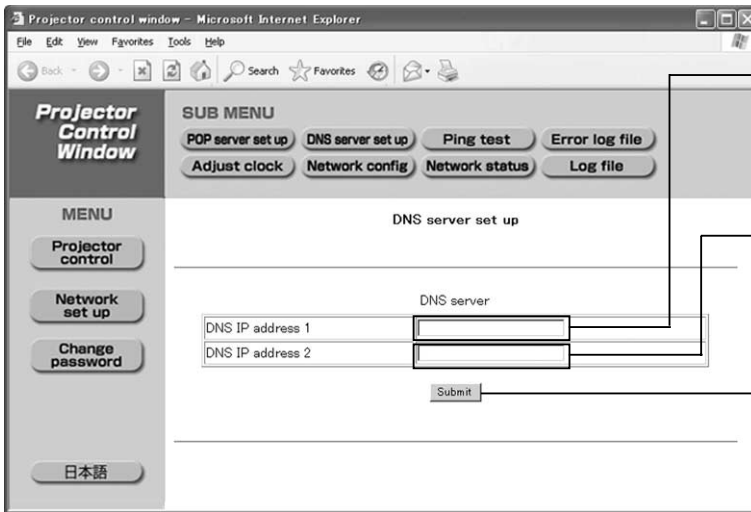 Projector control window - Microsoft Internet Explorer
File Edit View Favorites Tools Help
Back Search Favorites
Projector
Control
Window
SUB MENU
POP server set up DNS server set up Ping test Error log file
Adjust clock Network config Network status Log file
MENU
Projector
control
Network
set up
Change
password
日本語
DNS server set up
DNS server
DNS IP address 1
DNS IP address 2
Submit